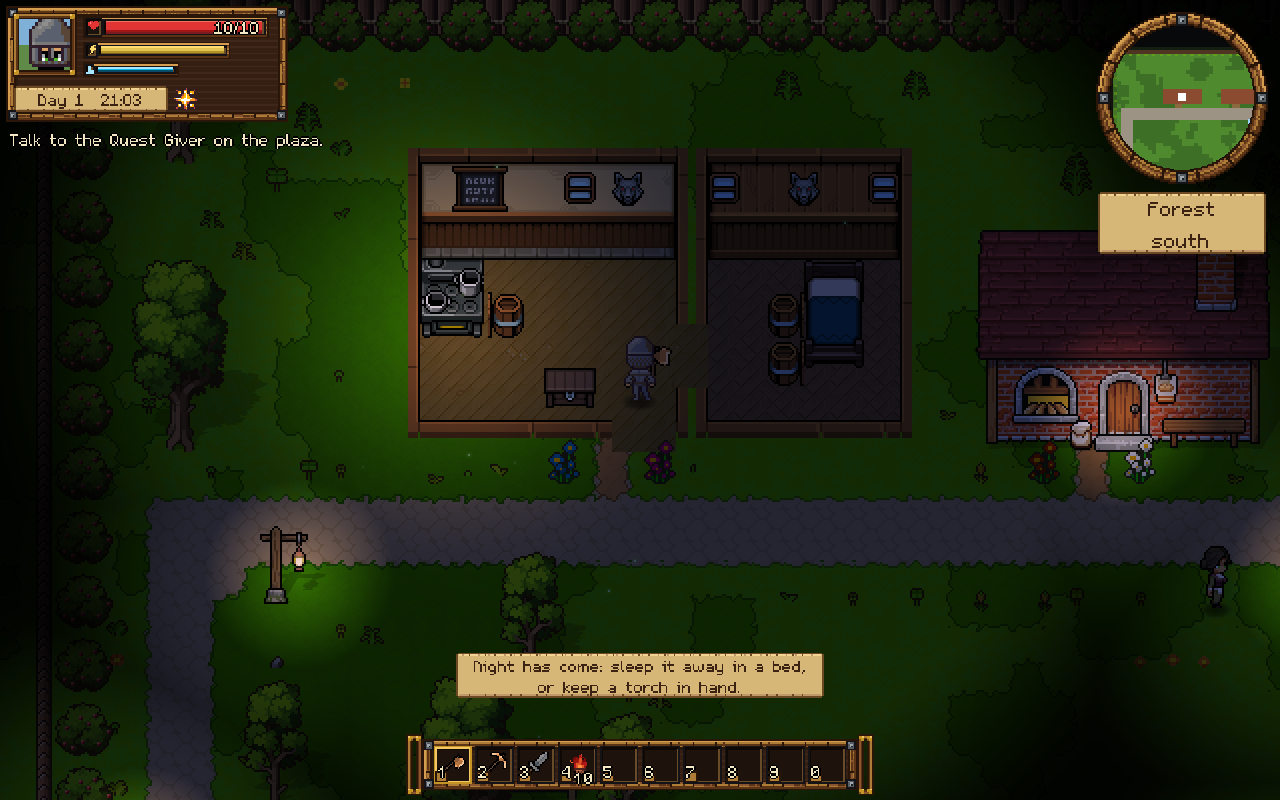 10/10
Day 1 21:03
Talk to the Quest Giver on the plaza.
Forest
south
Night has come: sleep it away in a bed,
or keep a torch in hand.
1 2 3 4 10 5 6 7 8 9 0